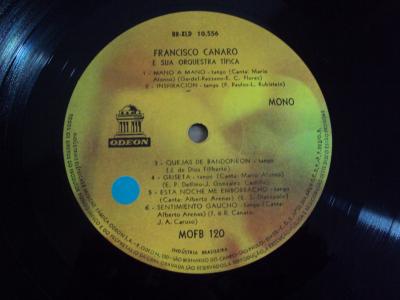 BR-XLD 10.556
FRANCISCO CANARO
E SUA ORQUESTRA TÍPICA
1 - MANO A MANO - tango (Canta: Mario
Alonso) (Gardel-Razzano-E. C. Flores)
2 - INSPIRACION - tango (P. Paulos-L. Rubistein)
MONO
ODEON
3 - QUEJAS DE BANDONEON - tango
(J. de Dios Filiberto)
4 - GRISETA - tango (Canta: Mario Alonso)
(E. P. Delfino-J. Gonzalez Castillo)
5 - ESTA NOCHE ME EMBORRACHO - tango
(Canta: Alberto Arenas) (E. S. Discepolo)
6 - SENTIMIENTO GAUCHO - tango (Canta:
Alberto Arenas) (F. e R. Canaro,
J. A. Caruso)
MOFB 120
INDÚSTRIA BRASILEIRA